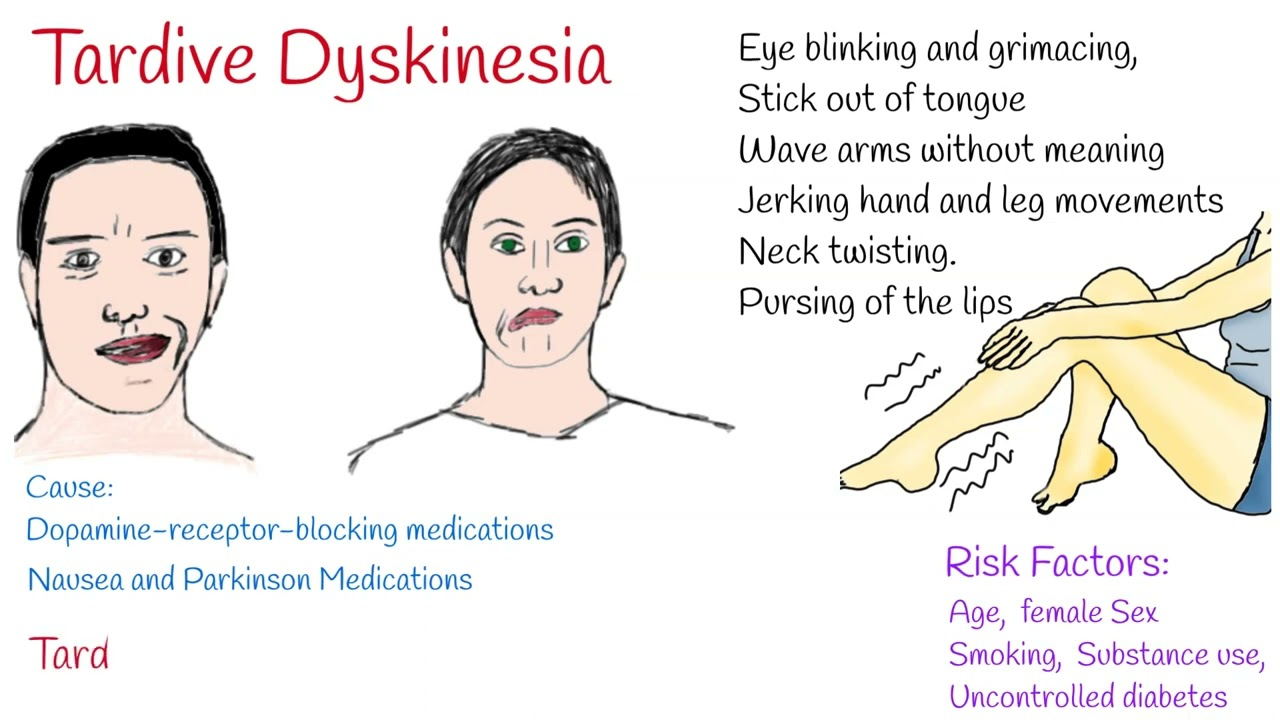 Tardive Dyskinesia
Eye blinking and grimacing,
Stick out of tongue
Wave arms without meaning
Jerking hand and leg movements
Neck twisting.
Pursing of the lips
Cause:
Dopamine-receptor-blocking medications
Nausea and Parkinson Medications
Tard
Risk Factors:
Age, female Sex
Smoking, Substance use,
Uncontrolled diabetes